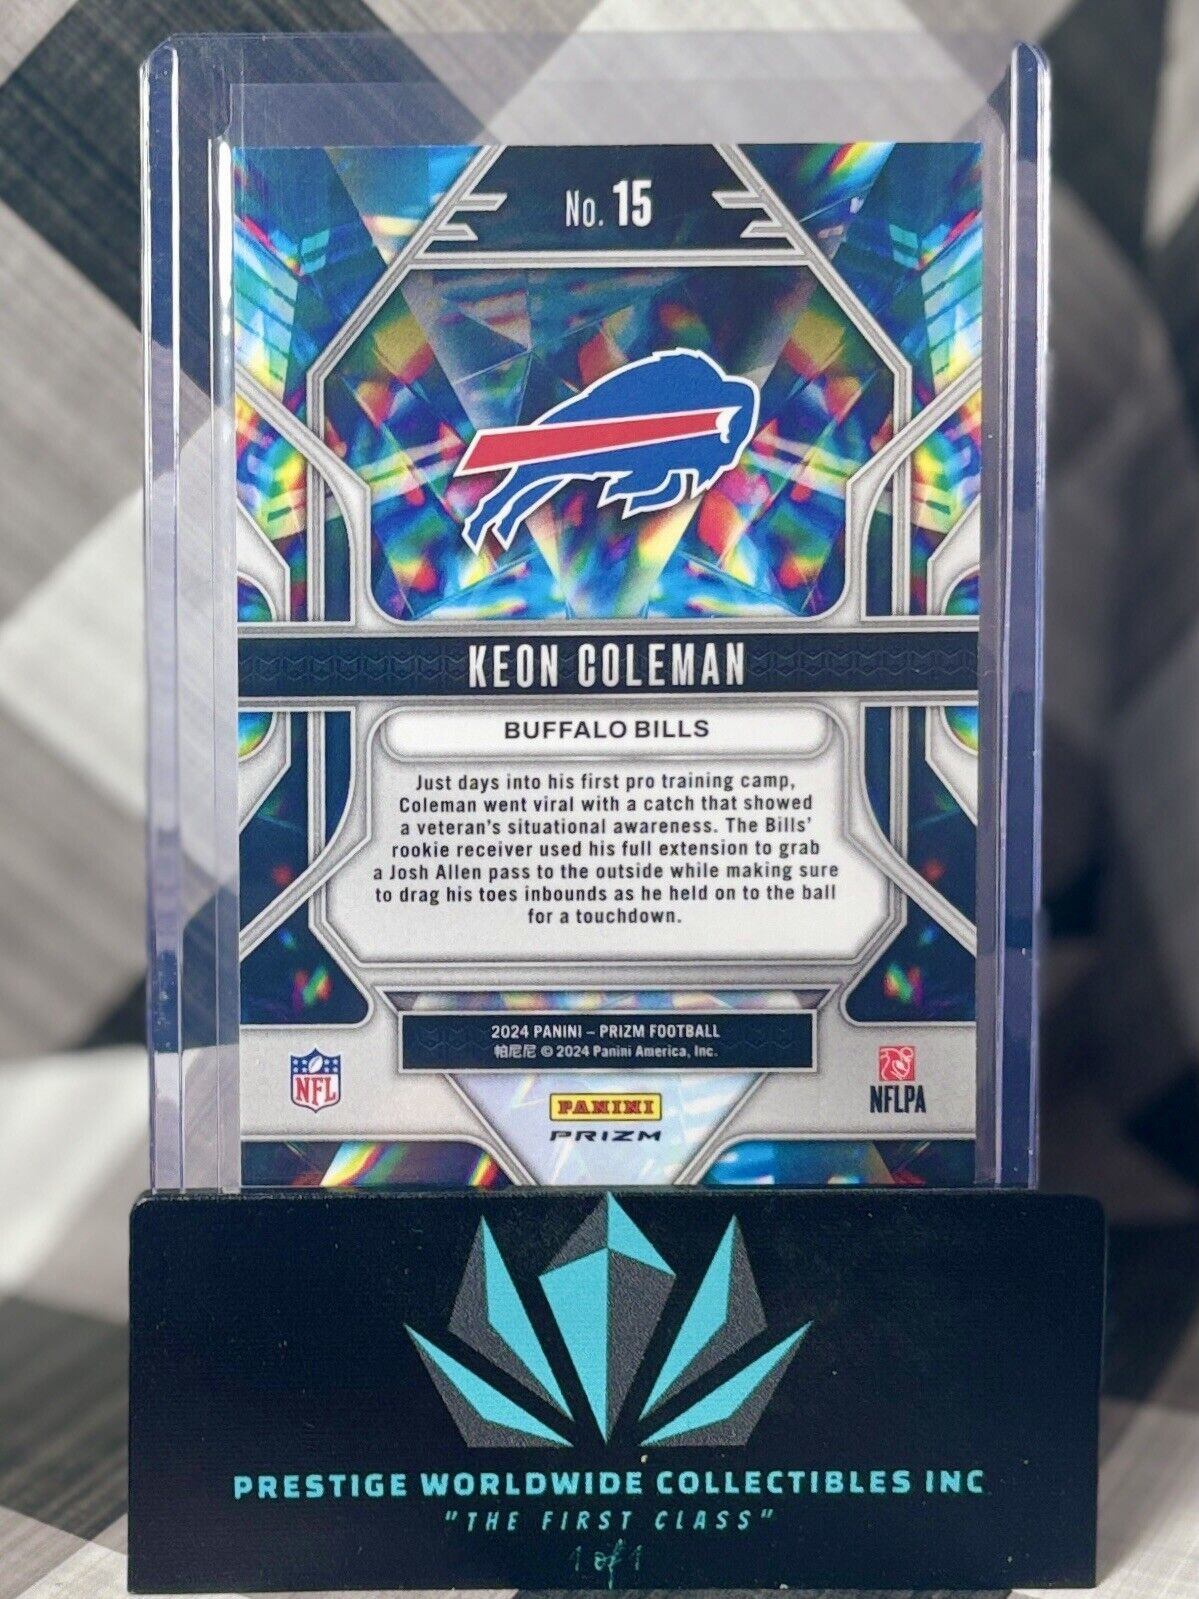 No. 15
KEON COLEMAN
BUFFALO BILLS
Just days into his first pro training camp,
Coleman went viral with a catch that showed
a veteran's situational awareness. The Bills'
rookie receiver used his full extension to grab
a Josh Allen pass to the outside while making sure
to drag his toes inbounds as he held on to the ball
for a touchdown.
2024 PANINI – PRIZM FOOTBALL
帕尼尼 © 2024 Panini America, Inc.
NFL
NFLPA
PANINI
PRIZM
PRESTIGE WORLDWIDE COLLECTIBLES INC
"THE FIRST CLASS"
1 of 1